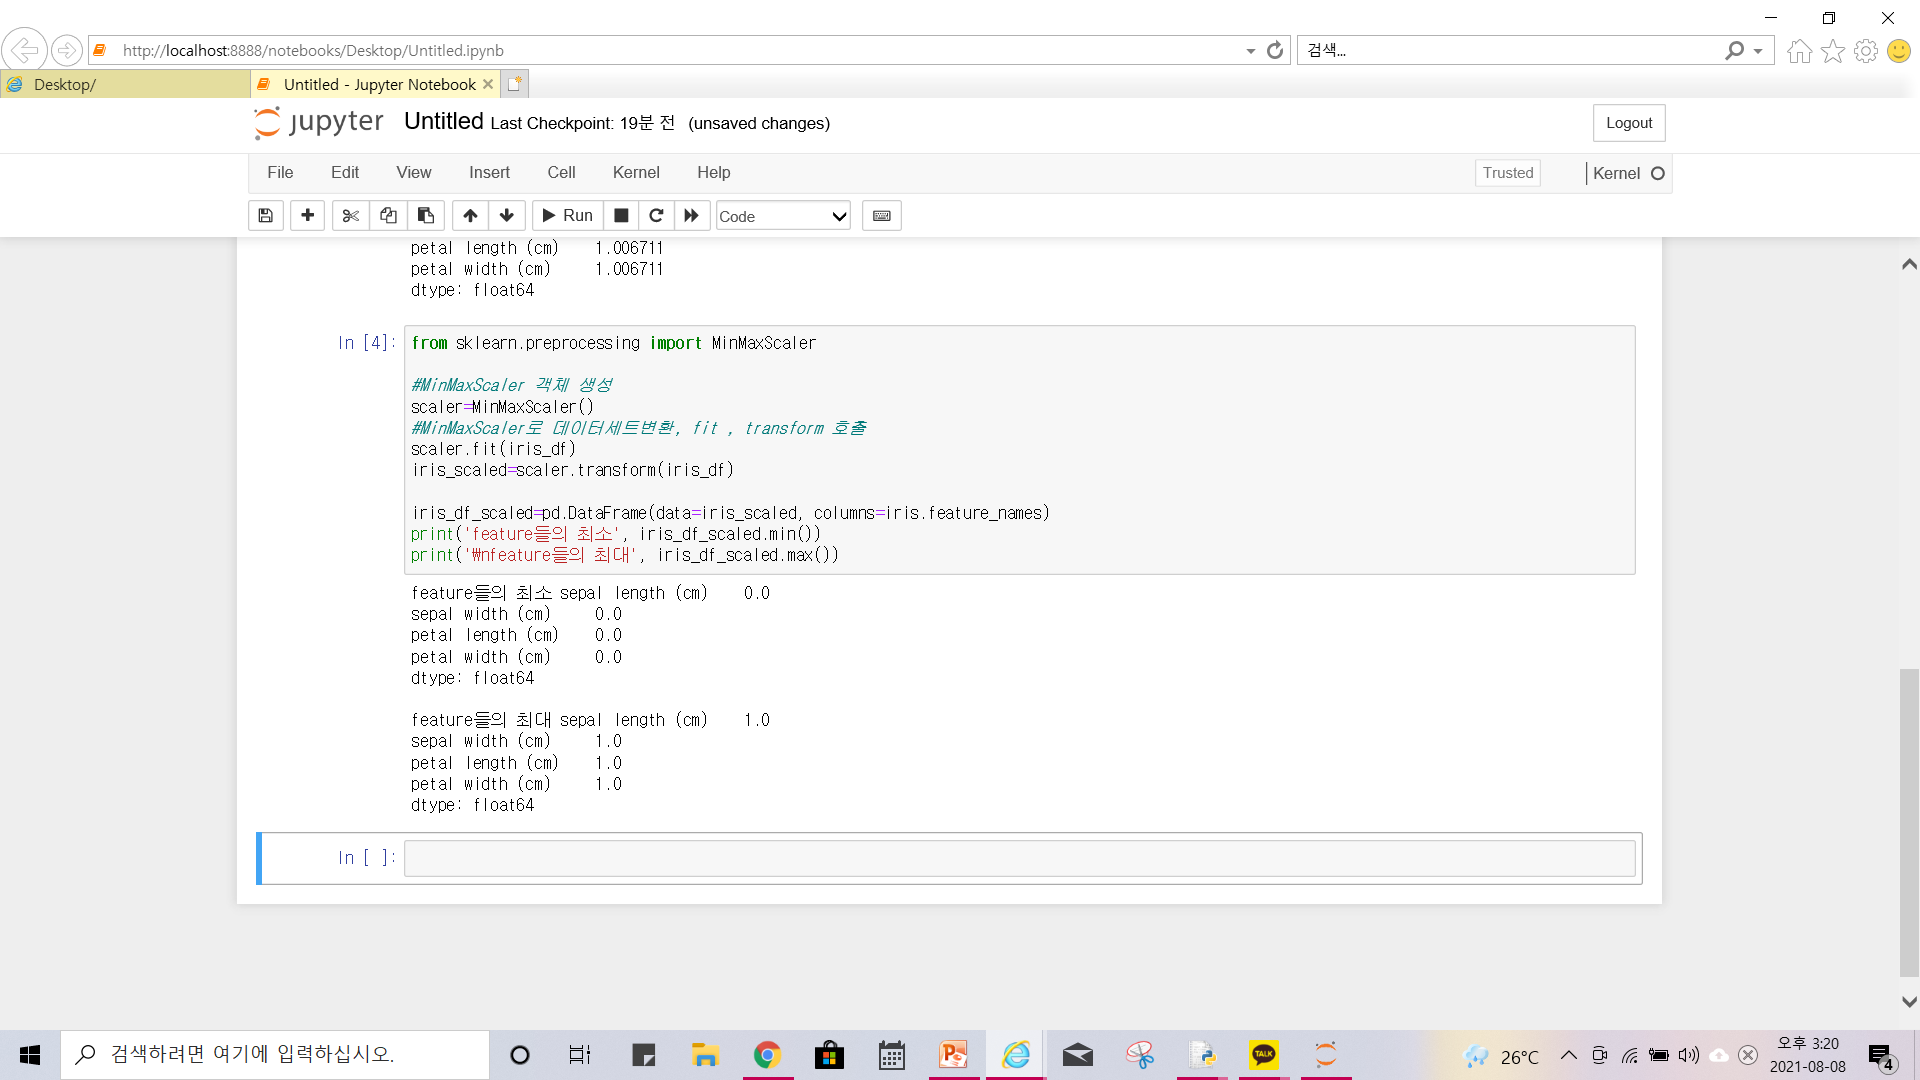 http://localhost:8888/notebooks/Desktop/Untitled.ipynb
검색...
Desktop/
Untitled - Jupyter Notebook
jupyter Untitled Last Checkpoint: 19분 전 (unsaved changes)
Logout
File Edit View Insert Cell Kernel Help
Trusted
Kernel
Run
Code
petal length (cm)    1.006711
petal width (cm)     1.006711
dtype: float64
In [4]:
from sklearn.preprocessing import MinMaxScaler
#MinMaxScaler 객체 생성
scaler=MinMaxScaler()
#MinMaxScaler로 데이터세트변환, fit , transform 호출
scaler.fit(iris_df)
iris_scaled=scaler.transform(iris_df)
iris_df_scaled=pd.DataFrame(data=iris_scaled, columns=iris.feature_names)
print('feature들의 최소', iris_df_scaled.min())
print('₩nfeature들의 최대', iris_df_scaled.max())
feature들의 최소 sepal length (cm)    0.0
sepal width (cm)     0.0
petal length (cm)    0.0
petal width (cm)     0.0
dtype: float64
feature들의 최대 sepal length (cm)    1.0
sepal width (cm)     1.0
petal length (cm)    1.0
petal width (cm)     1.0
dtype: float64
In [ ]:
검색하려면 여기에 입력하십시오.
TALK
26°C
오후 3:20
2021-08-08
4